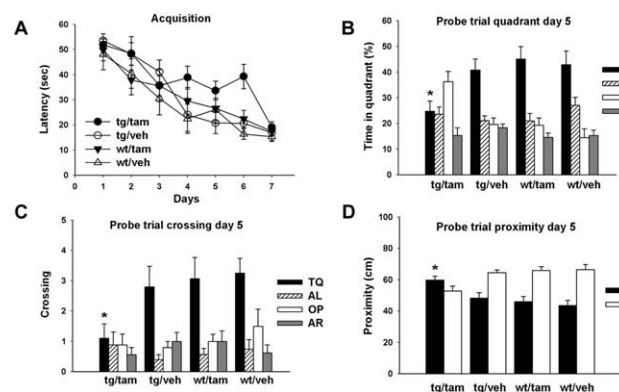 A
Acquisition
Latency (sec)
60
50
40
30
20
10
0
tg/tam
tg/veh
wt/tam
wt/veh
0 1 2 3 4 5 6 7
Days
B
Probe trial quadrant day 5
Time in quadrant (%)
60
50
40
30
20
10
0
*
tg/tam tg/veh wt/tam wt/veh
C
Probe trial crossing day 5
Crossing
5
4
3
2
1
0
*
TQ
AL
OP
AR
tg/tam tg/veh wt/tam wt/veh
D
Probe trial proximity day 5
Proximity (cm)
100
80
60
40
20
0
*
tg/tam tg/veh wt/tam wt/veh